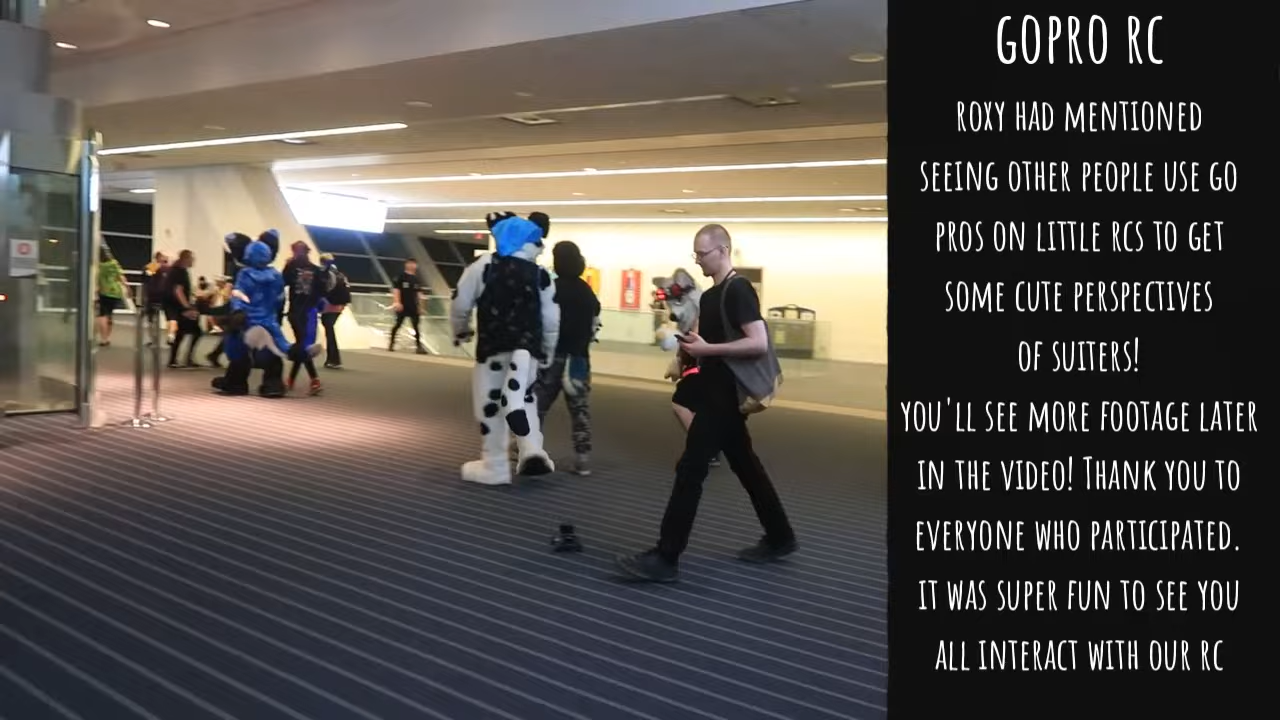 GOPRO RC
ROXY HAD MENTIONED
SEEING OTHER PEOPLE USE GO
PROS ON LITTLE RCS TO GET
SOME CUTE PERSPECTIVES
OF SUITERS!
YOU'LL SEE MORE FOOTAGE LATER
IN THE VIDEO! THANK YOU TO
EVERYONE WHO PARTICIPATED.
IT WAS SUPER FUN TO SEE YOU
ALL INTERACT WITH OUR RC